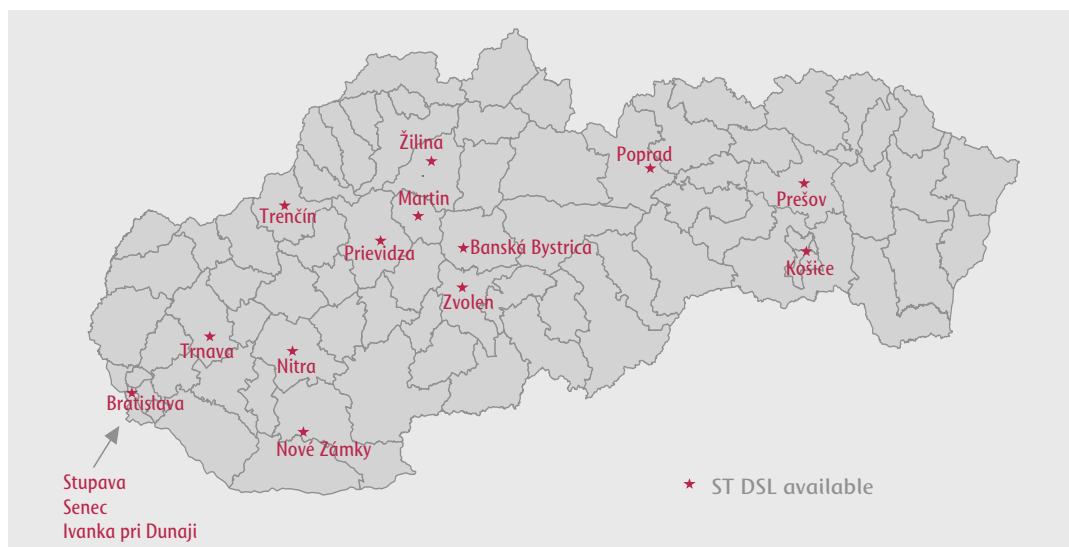 Žilina
Poprad
Prešov
Martin
Trenčín
Prievidza
Banská Bystrica
Košice
Zvolen
Trnava
Nitra
Bratislava
Nové Zámky
Stupava
Senec
Ivanka pri Dunaji
ST DSL available